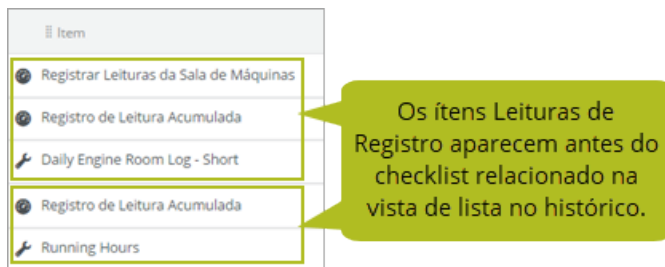 Item
Registrar Leituras da Sala de Máquinas
Registro de Leitura Acumulada
Daily Engine Room Log - Short
Registro de Leitura Acumulada
Running Hours
Os ítens Leituras de
Registro aparecem antes do
checklist relacionado na
vista de lista no histórico.